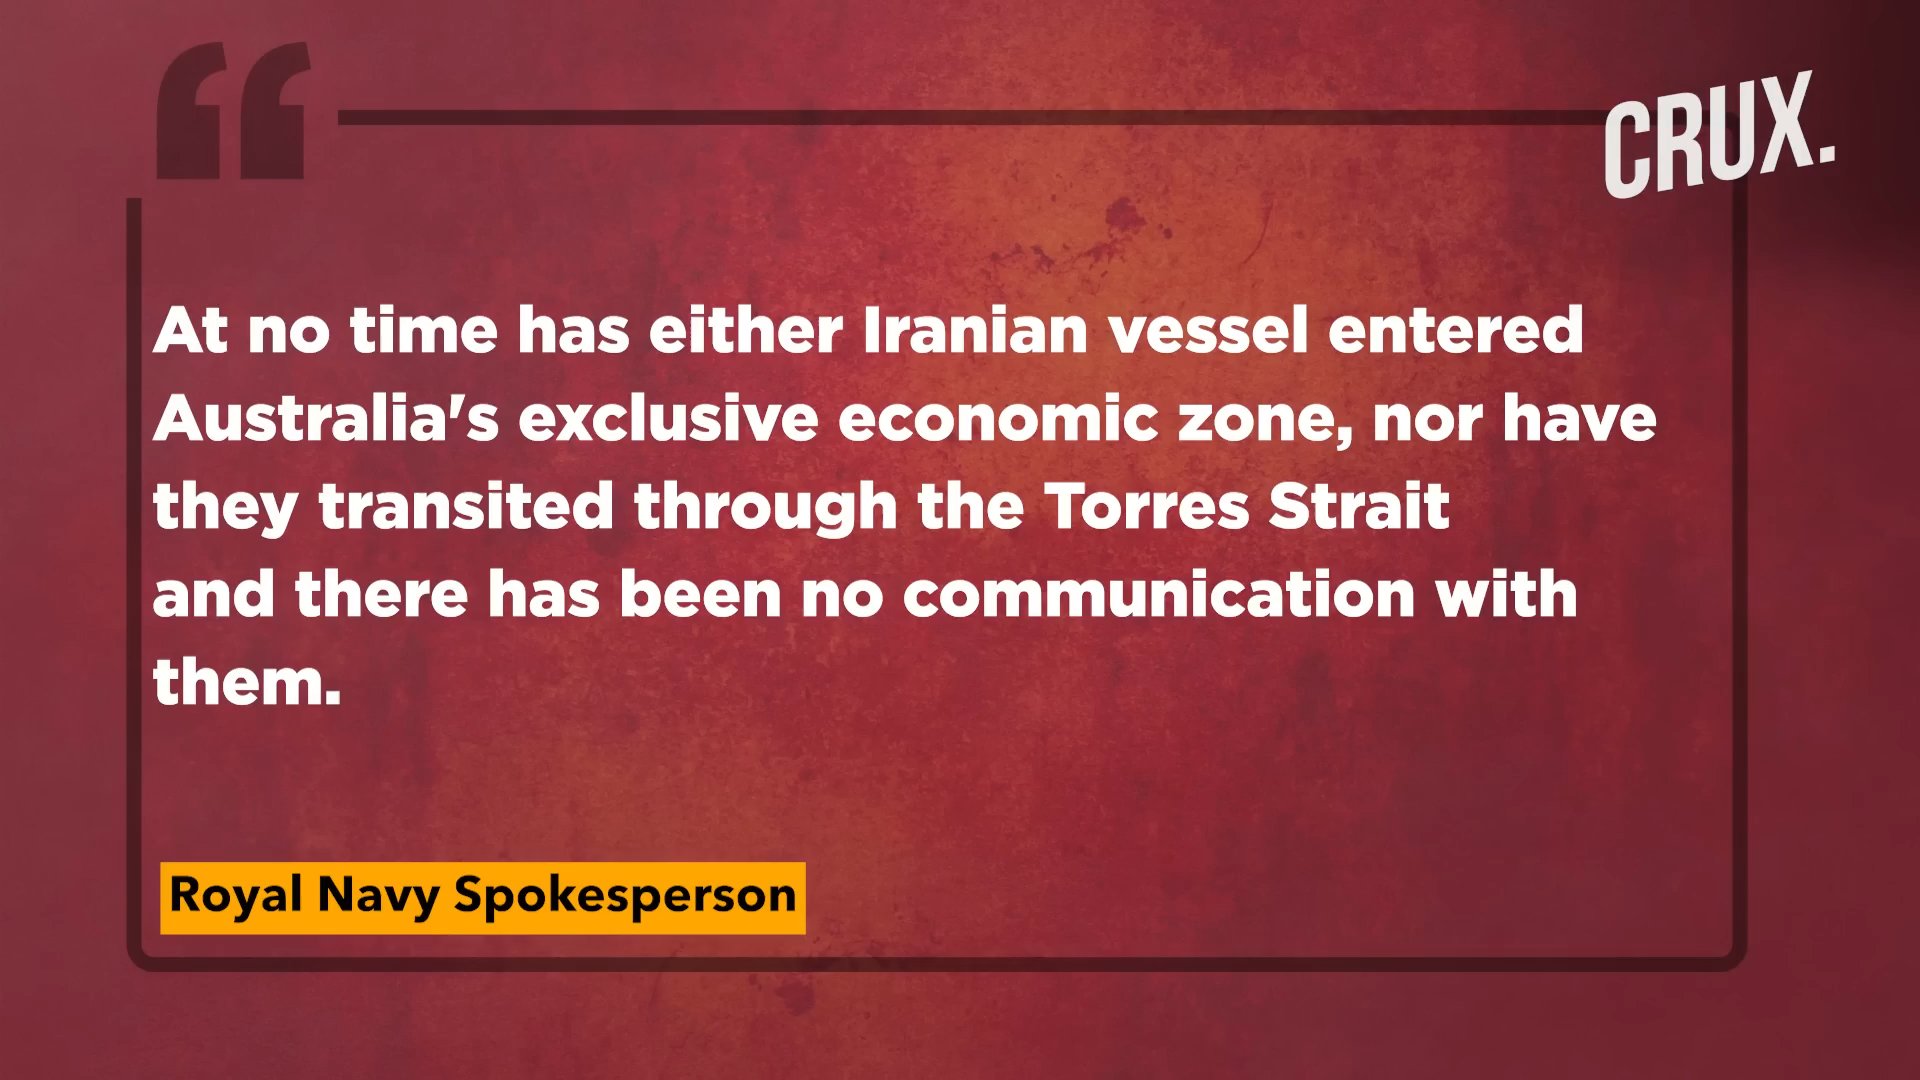 CRUX.
At no time has either Iranian vessel entered
Australia's exclusive economic zone, nor have
they transited through the Torres Strait
and there has been no communication with
them.
Royal Navy Spokesperson